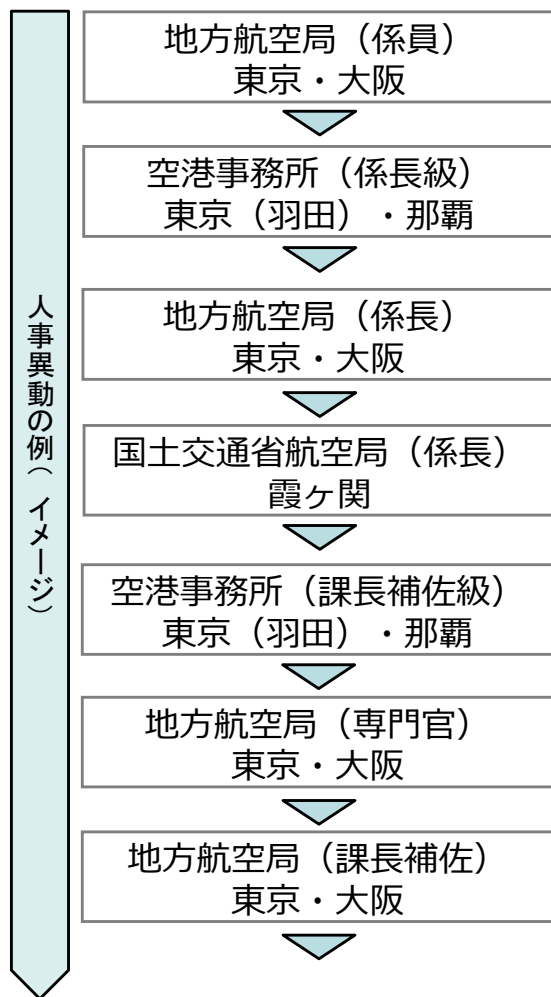 人事異動の例（イメージ）
地方航空局（係員）
東京・大阪
空港事務所（係長級）
東京（羽田）・那覇
地方航空局（係長）
東京・大阪
国土交通省航空局（係長）
霞ヶ関
空港事務所（課長補佐級）
東京（羽田）・那覇
地方航空局（専門官）
東京・大阪
地方航空局（課長補佐）
東京・大阪